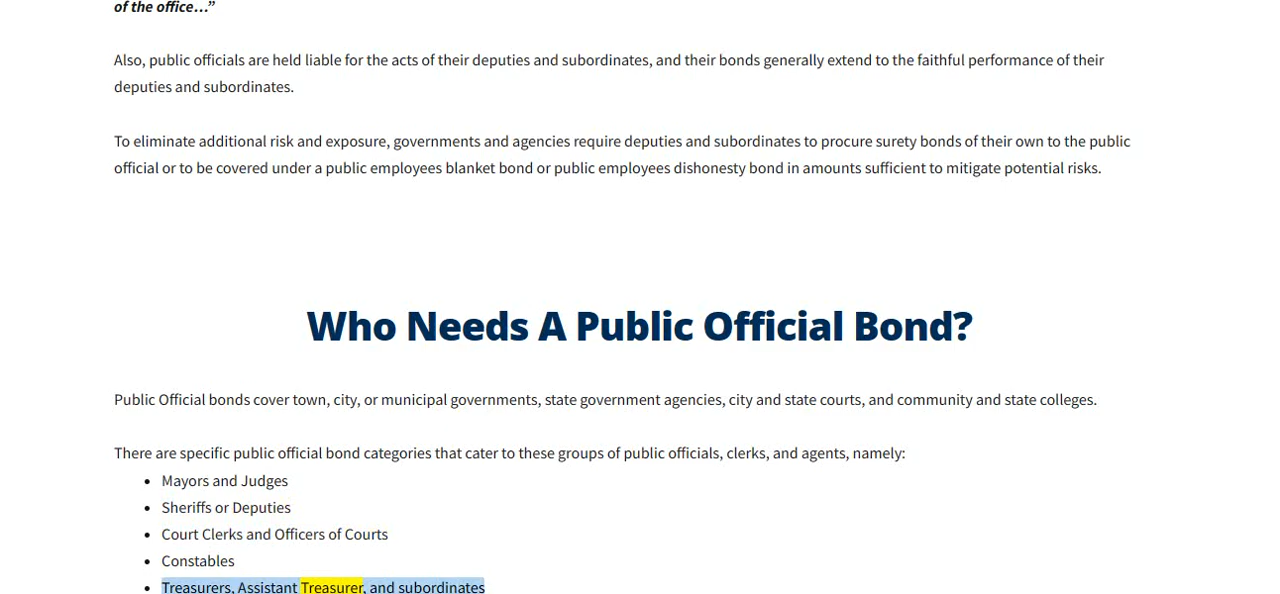 of the office…”
Also, public officials are held liable for the acts of their deputies and subordinates, and their bonds generally extend to the faithful performance of their
deputies and subordinates.
To eliminate additional risk and exposure, governments and agencies require deputies and subordinates to procure surety bonds of their own to the public
official or to be covered under a public employees blanket bond or public employees dishonesty bond in amounts sufficient to mitigate potential risks.
Who Needs A Public Official Bond?
Public Official bonds cover town, city, or municipal governments, state government agencies, city and state courts, and community and state colleges.
There are specific public official bond categories that cater to these groups of public officials, clerks, and agents, namely:
• Mayors and Judges
• Sheriffs or Deputies
• Court Clerks and Officers of Courts
• Constables
• Treasurers, Assistant Treasurer, and subordinates